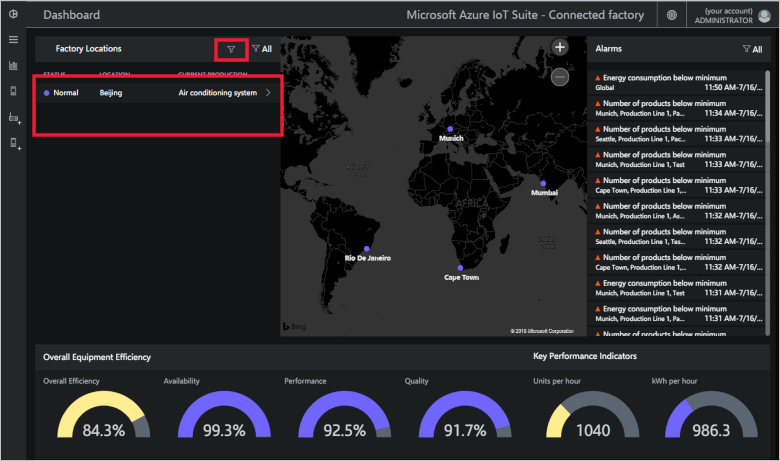 Dashboard
Microsoft Azure IoT Suite - Connected factory
{your account}
ADMINISTRATOR
Factory Locations
All
STATUS LOCATION CURRENT PRODUCTION
Normal Beijing Air conditioning system
Munich
Mumbai
AFRICA
Rio De Janeiro
Cape Town
Bing
© 2018 Microsoft Corporation
Alarms
All
Energy consumption below minimum
Global 11:50 AM-7/16/...
Number of products below minimum
Munich, Production Line 1, Pa... 11:34 AM-7/16/...
Number of products below minimum
Seattle, Production Line 1, Pac... 11:33 AM-7/16/...
Number of products below minimum
Munich, Production Line 1, Test 11:33 AM-7/16/...
Number of products below minimum
Cape Town, Production Line 1,... 11:33 AM-7/16/...
Number of products below minimum
Munich, Production Line 1, As... 11:32 AM-7/16/...
Number of products below minimum
Seattle, Production Line 1, Tes... 11:32 AM-7/16/...
Number of products below minimum
Cape Town, Production Line 1,... 11:32 AM-7/16/...
Energy consumption below minimum
Munich, Production Line 1, Test 11:31 AM-7/16/...
Energy consumption below minimum
Munich, Production Line 1, Pa... 11:31 AM-7/16/...
Number of products below minimum
Overall Equipment Efficiency
Key Performance Indicators
Overall Efficiency
Availability
Performance
Quality
Units per hour
kWh per hour
84.3%
99.3%
92.5%
91.7%
1040
986.3